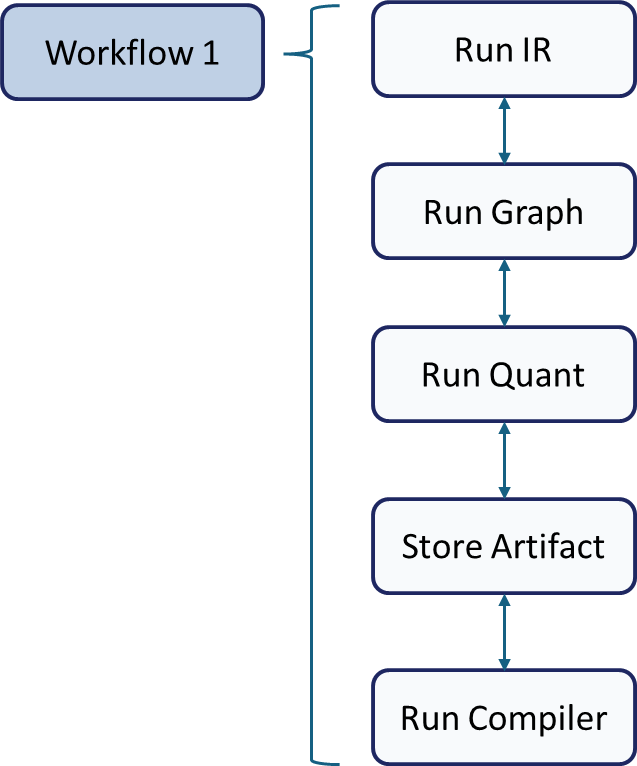 Workflow 1
Run IR
Run Graph
Run Quant
Store Artifact
Run Compiler